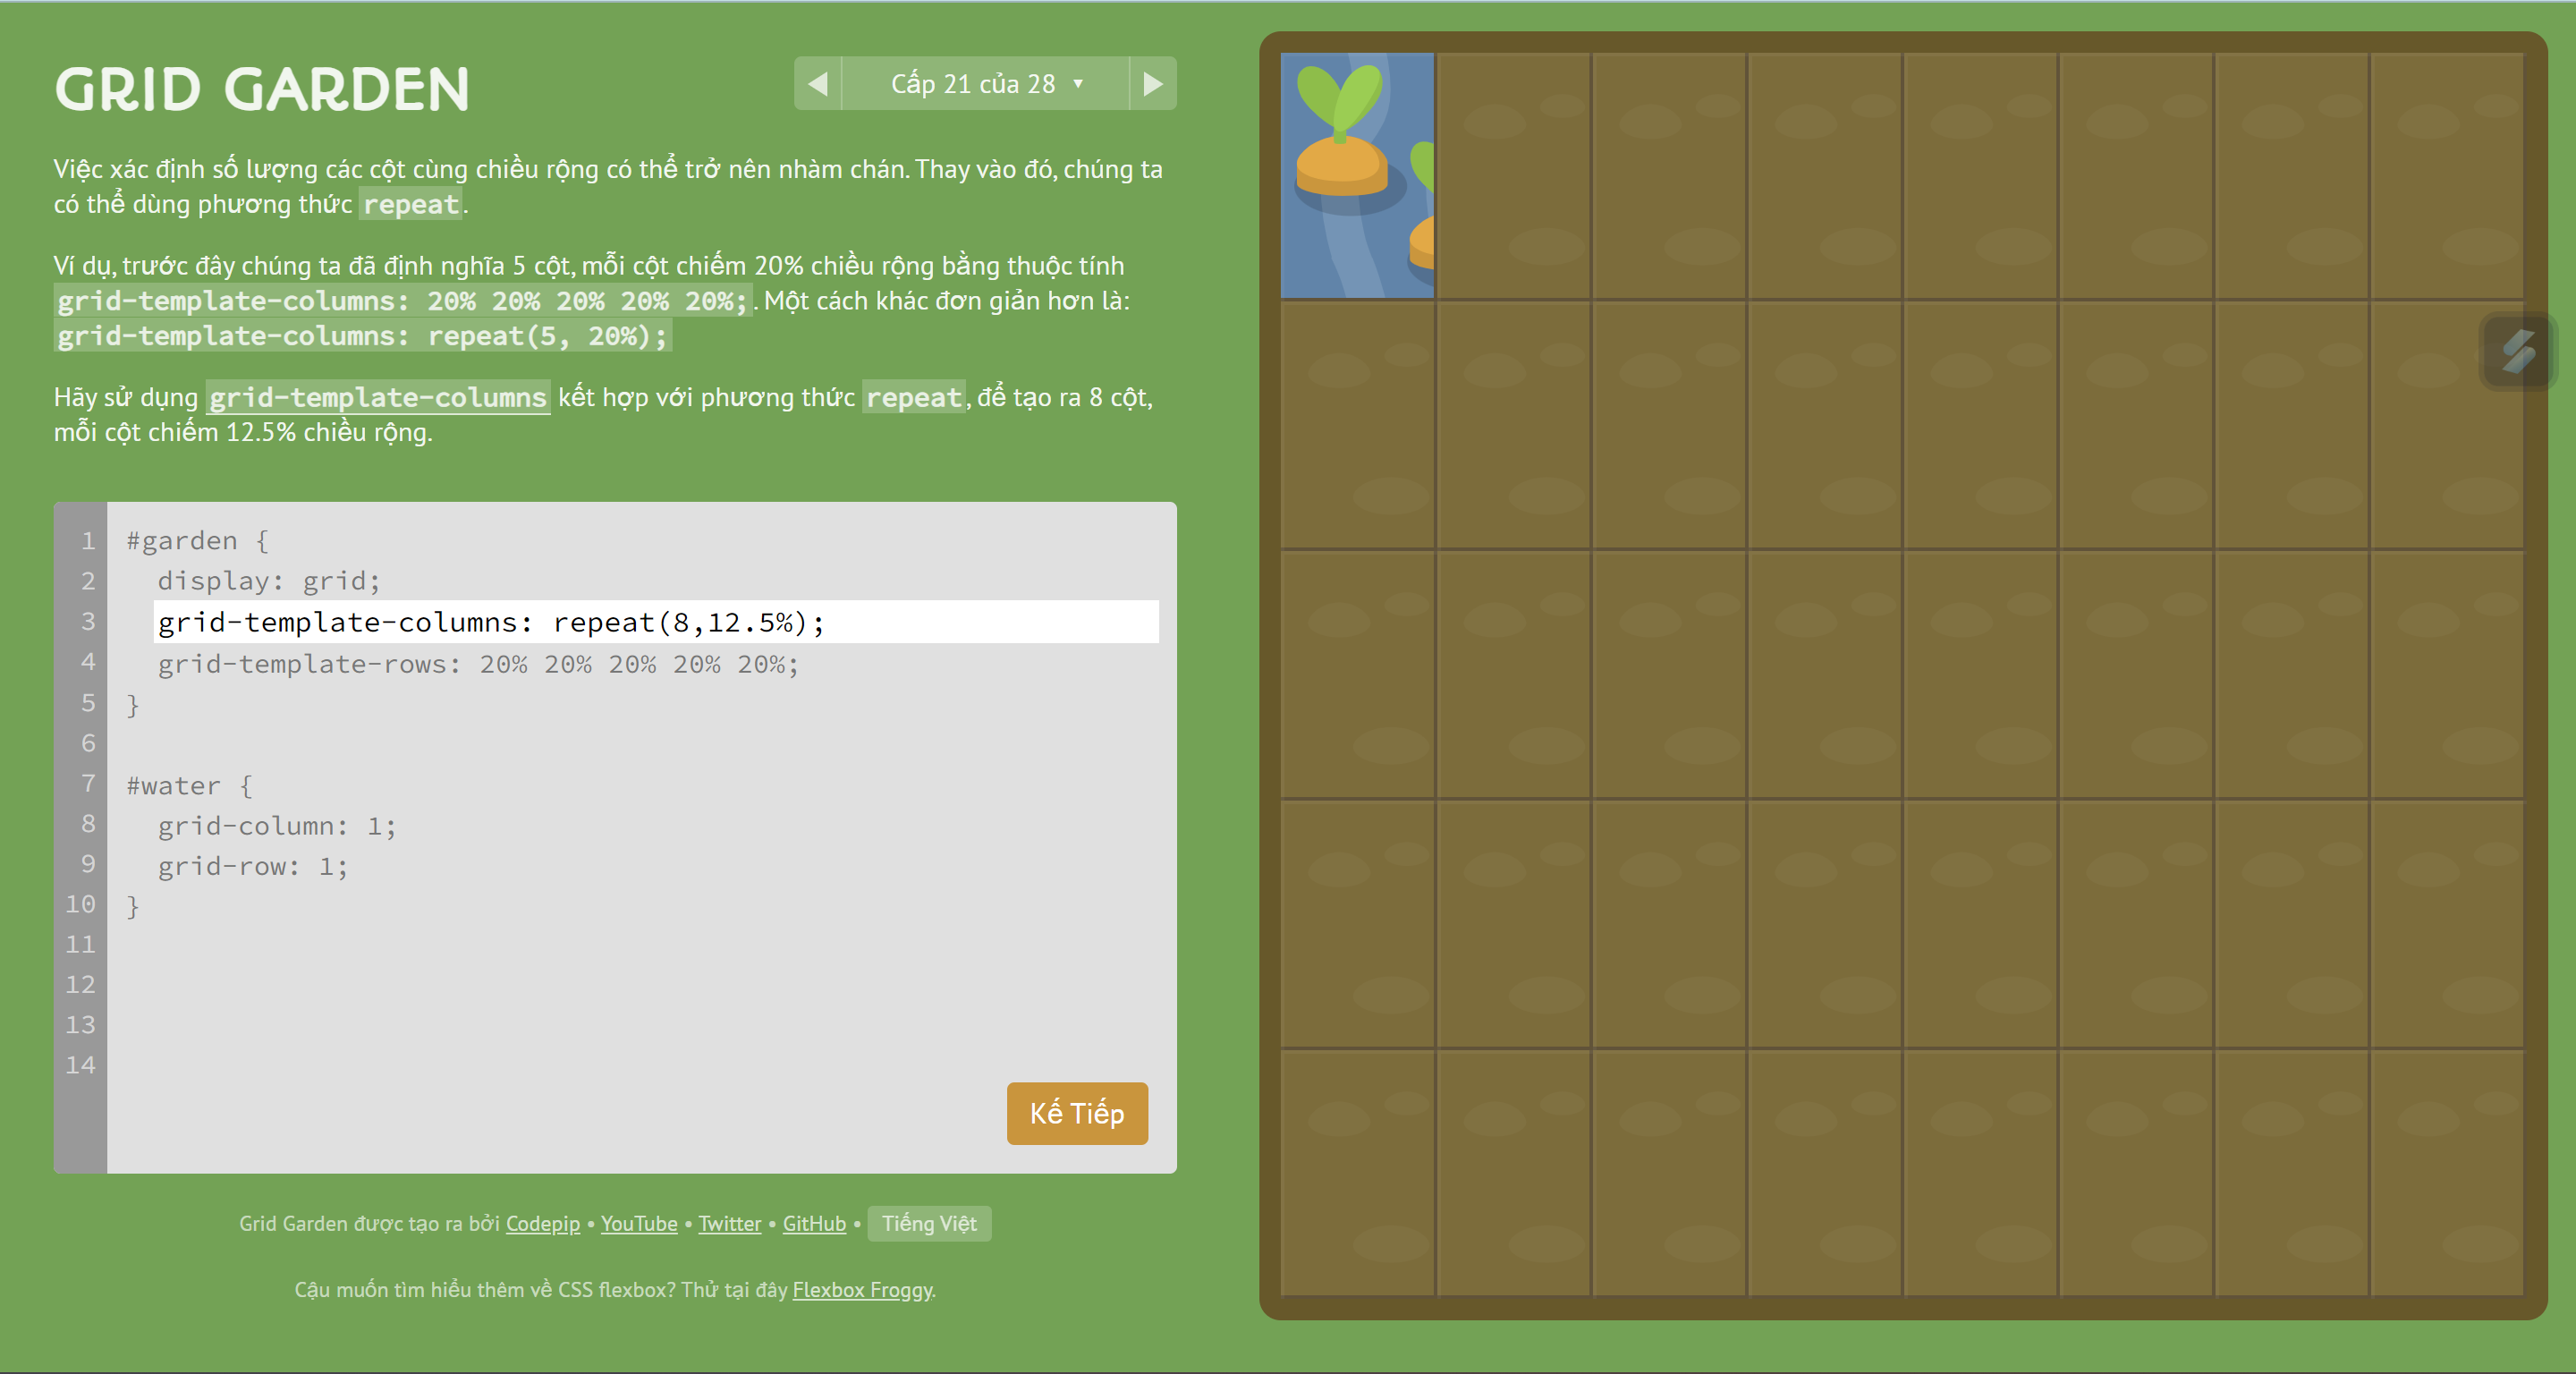 GRID GARDEN
Cấp 21 của 28 ▼
Việc xác định số lượng các cột cùng chiều rộng có thể trở nên nhàm chán. Thay vào đó, chúng ta
có thể dùng phương thức repeat.
Ví dụ, trước đây chúng ta đã định nghĩa 5 cột, mỗi cột chiếm 20% chiều rộng bằng thuộc tính
grid-template-columns: 20% 20% 20% 20% 20%;. Một cách khác đơn giản hơn là:
grid-template-columns: repeat(5, 20%);
Hãy sử dụng grid-template-columns kết hợp với phương thức repeat, để tạo ra 8 cột,
mỗi cột chiếm 12.5% chiều rộng.
1 #garden {
2 display: grid;
3 grid-template-columns: repeat(8,12.5%);
4 grid-template-rows: 20% 20% 20% 20% 20%;
5 }
6
7 #water {
8 grid-column: 1;
9 grid-row: 1;
10 }
11
12
13
14
Kế Tiếp
Grid Garden được tạo ra bởi Codepip • YouTube • Twitter • GitHub • Tiếng Việt
Cậu muốn tìm hiểu thêm về CSS flexbox? Thử tại đây Flexbox Froggy.